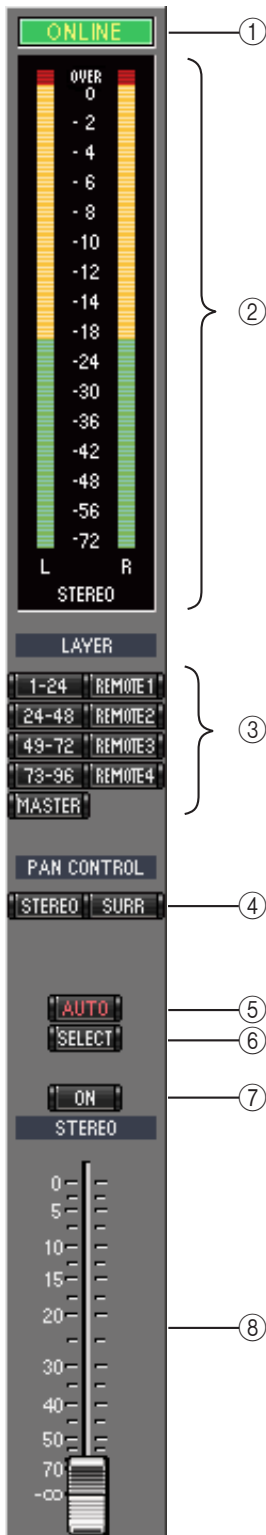 ONLINE ①
OVER
0
- 2
- 4
- 6
- 8
-10
-12
-14
-18
②
-24
-30
-36
-42
-48
-56
-72
L R
STEREO
LAYER
1-24 REMOTE1
24-48 REMOTE2
③
49-72 REMOTE3
73-96 REMOTE4
MASTER
PAN CONTROL
STEREO SURR ④
AUTO ⑤
SELECT ⑥
ON ⑦
STEREO
0
5
10
15
20
⑧
30
40
50
70
-∞